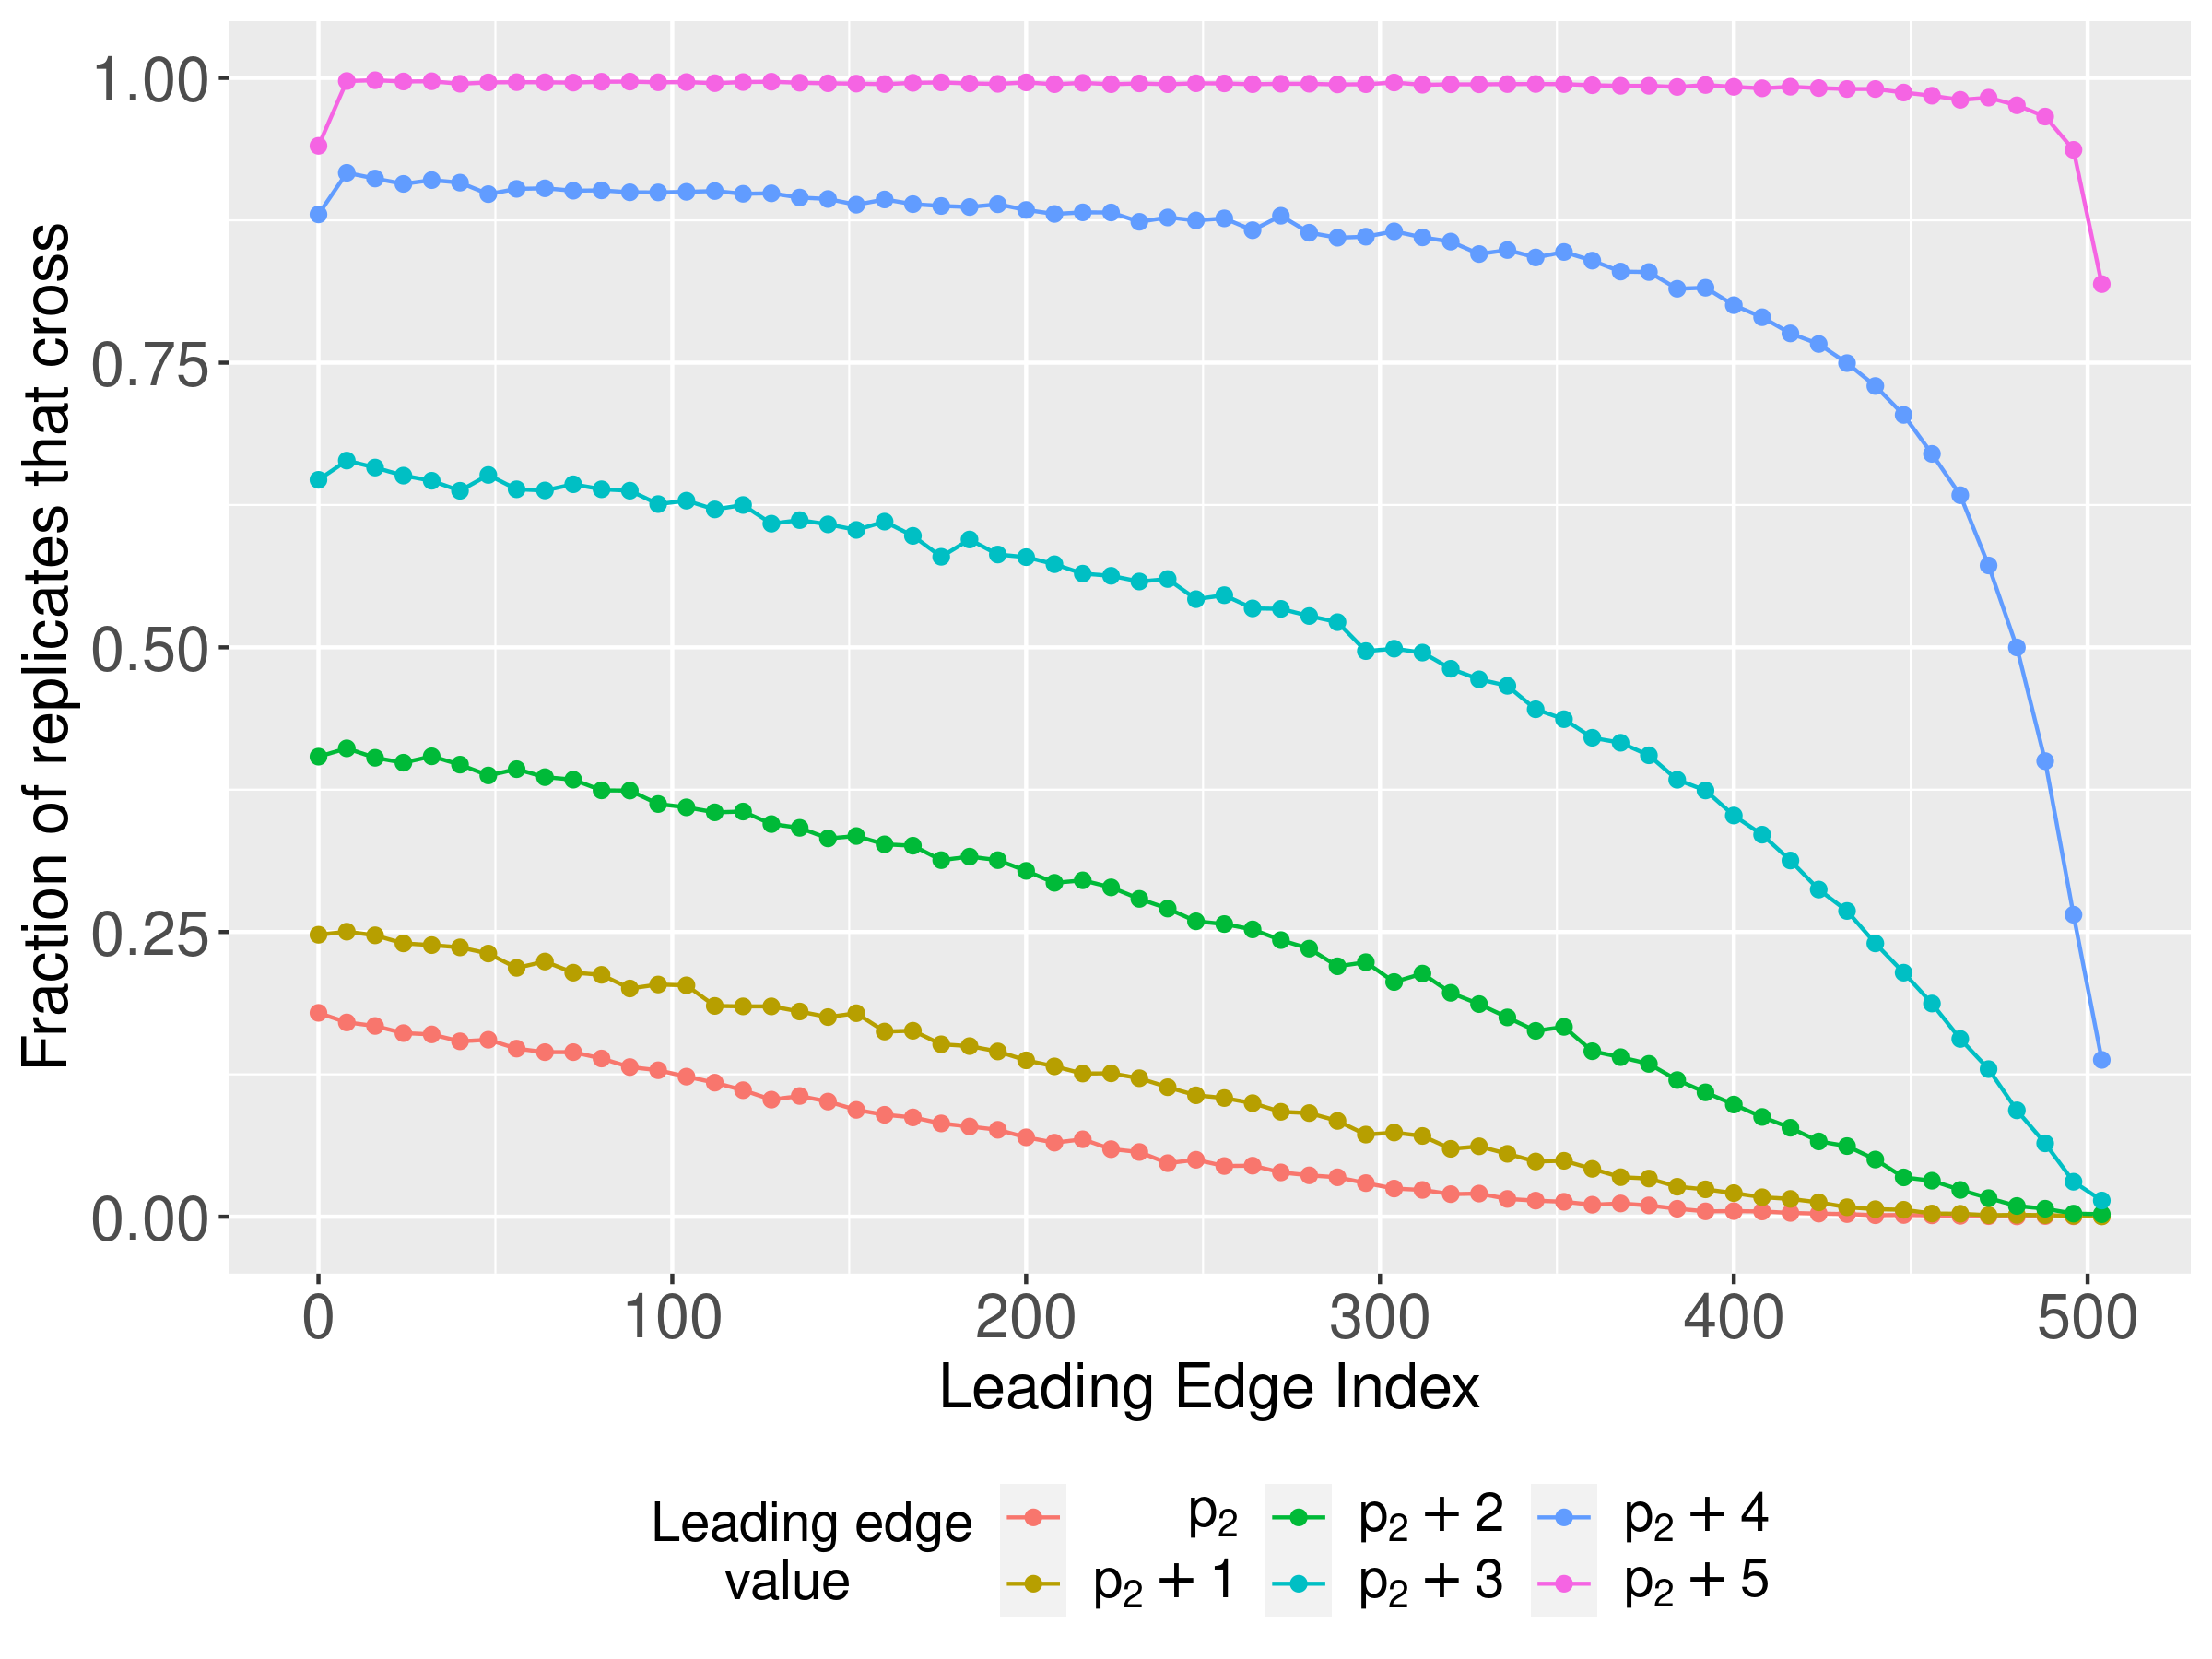 Fraction of replicates that cross
1.00
0.75
0.50
0.25
0.00
0 100 200 300 400 500
Leading Edge Index
Leading edge value
p₂
p₂ + 1
p₂ + 2
p₂ + 3
p₂ + 4
p₂ + 5